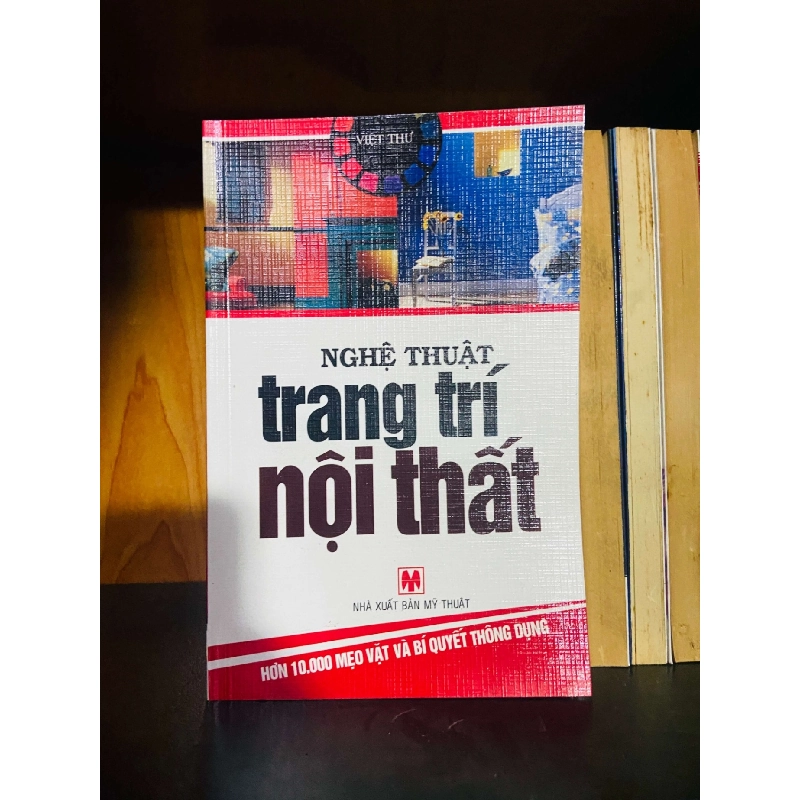 VIỆT THƯ
NGHỆ THUẬT
trang trí
nội thất
NHÀ XUẤT BẢN MỸ THUẬT
HƠN 10.000 MẸO VẶT VÀ BÍ QUYẾT THÔNG DỤNG